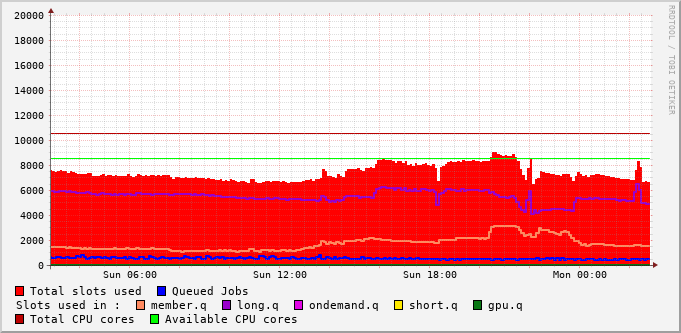 20000
18000
16000
14000
12000
10000
8000
6000
4000
2000
0
Sun 06:00 Sun 12:00 Sun 18:00 Mon 00:00
RRDTOOL / TOBI OETIKER
Total slots used Queued Jobs
Slots used in : member.q long.q ondemand.q short.q gpu.q
Total CPU cores Available CPU cores